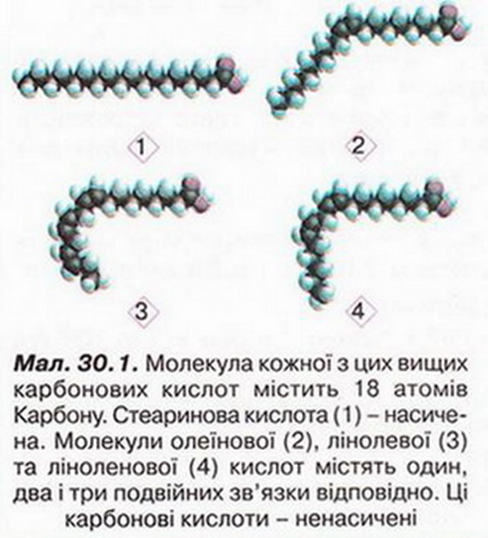 1
2
3
4
Мал. 30.1. Молекула кожної з цих вищих
карбонових кислот містить 18 атомів
Карбону. Стеаринова кислота (1) – насиче-
на. Молекули олеїнової (2), лінолевої (3)
та ліноленової (4) кислот містять один,
два і три подвійних зв’язки відповідно. Ці
карбонові кислоти – ненасичені